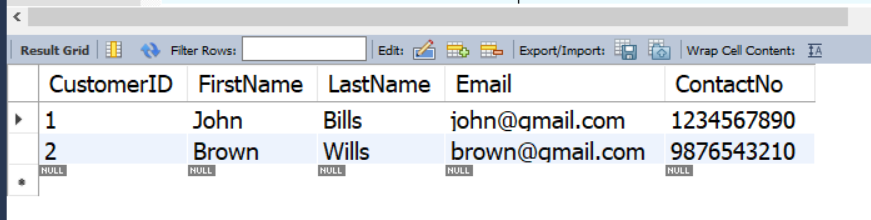 Result Grid Filter Rows: Edit: Export/Import: Wrap Cell Content: IA
CustomerID FirstName LastName Email ContactNo
1 John Bills john@gmail.com 1234567890
2 Brown Wills brown@gmail.com 9876543210
NULL NULL NULL NULL NULL